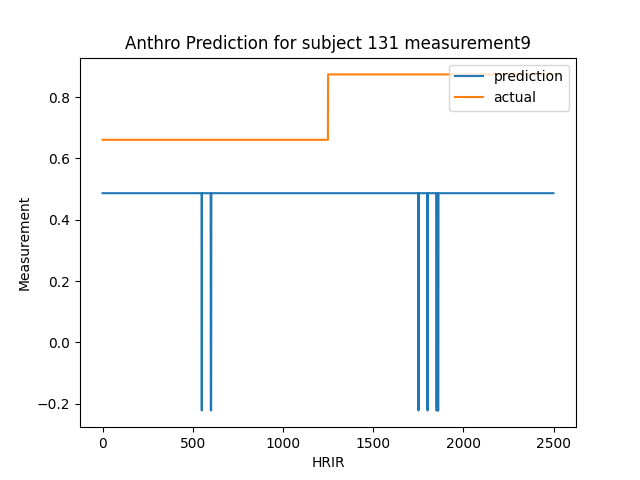 Anthro Prediction for subject 131 measurement9
prediction
actual
0.8
0.6
0.4
0.2
0.0
−0.2
Measurement
0 500 1000 1500 2000 2500
HRIR